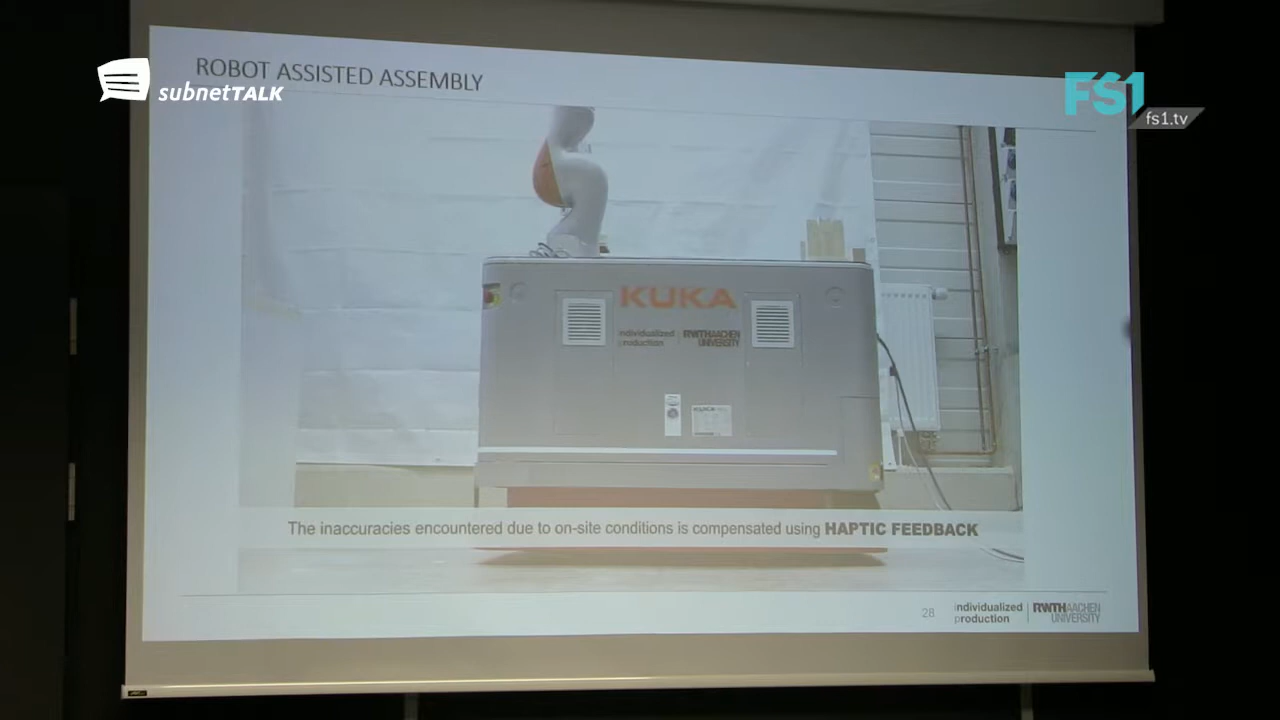 ROBOT ASSISTED ASSEMBLY
subnetTALK
FS1
fs1.tv
KUKA
individualized
production
RWTHAACHEN
UNIVERSITY
The inaccuracies encountered due to on-site conditions is compensated using HAPTIC FEEDBACK
28
individualized
production
RWTHAACHEN
UNIVERSITY